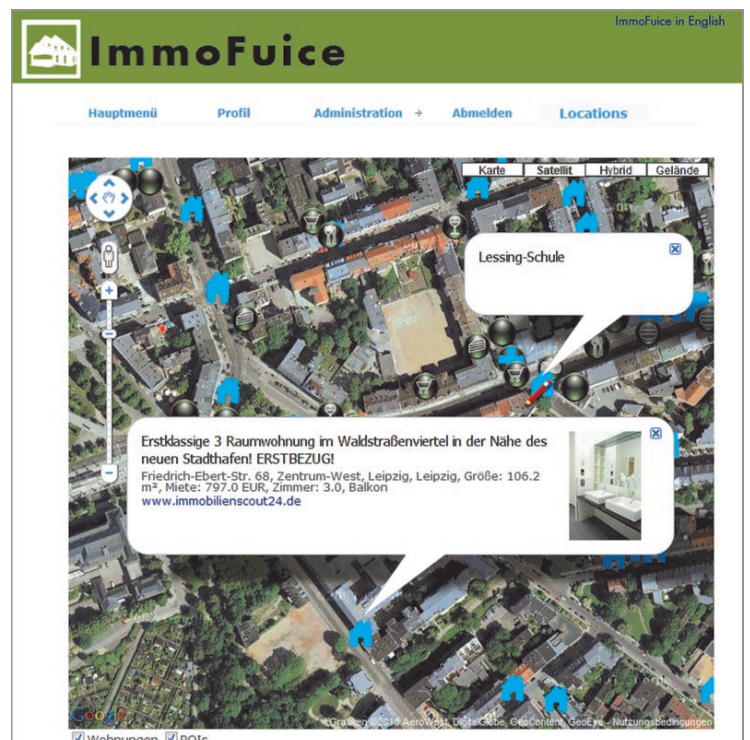 ImmoFuice in English
ImmoFuice
Hauptmenü Profil Administration → Abmelden Locations
Karte Satellit Hybrid Gelände
Lessing-Schule
Erstklassige 3 Raumwohnung im Waldstraßenviertel in der Nähe des
neuen Stadthafen! ERSTBEZUG!
Friedrich-Ebert-Str. 68, Zentrum-West, Leipzig, Leipzig, Größe: 106.2
m², Miete: 797.0 EUR, Zimmer: 3.0, Balkon
www.immobilienscout24.de
Google
Grafiken ©2010 AeroWest, DigitalGlobe, GeoContent, GeoEye - Nutzungsbedingungen
Wohnungen POIs